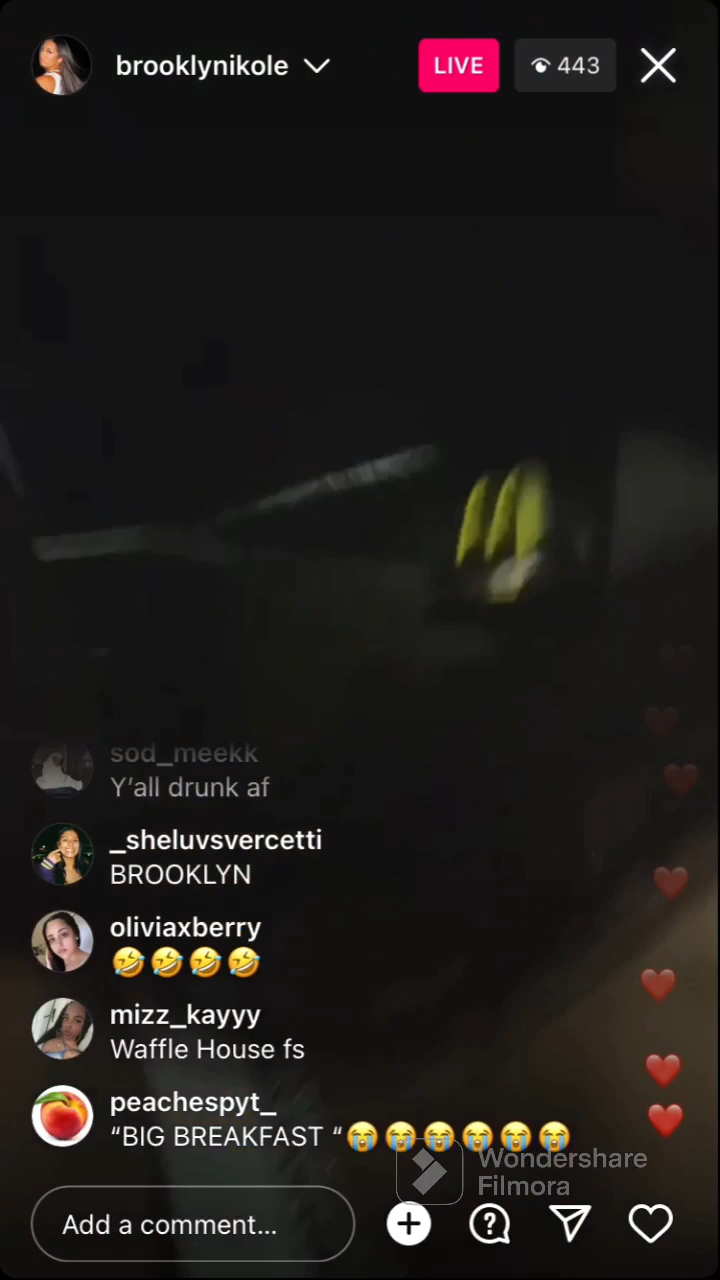 brooklynikole
LIVE
443
sod_meekk
Y'all drunk af
_sheluvsvercetti
BROOKLYN
oliviaxberry
🤣🤣🤣🤣
mizz_kayyy
Waffle House fs
peachespyt_
“BIG BREAKFAST “😭😭😭😭😭😭
Wondershare
Filmora
Add a comment...